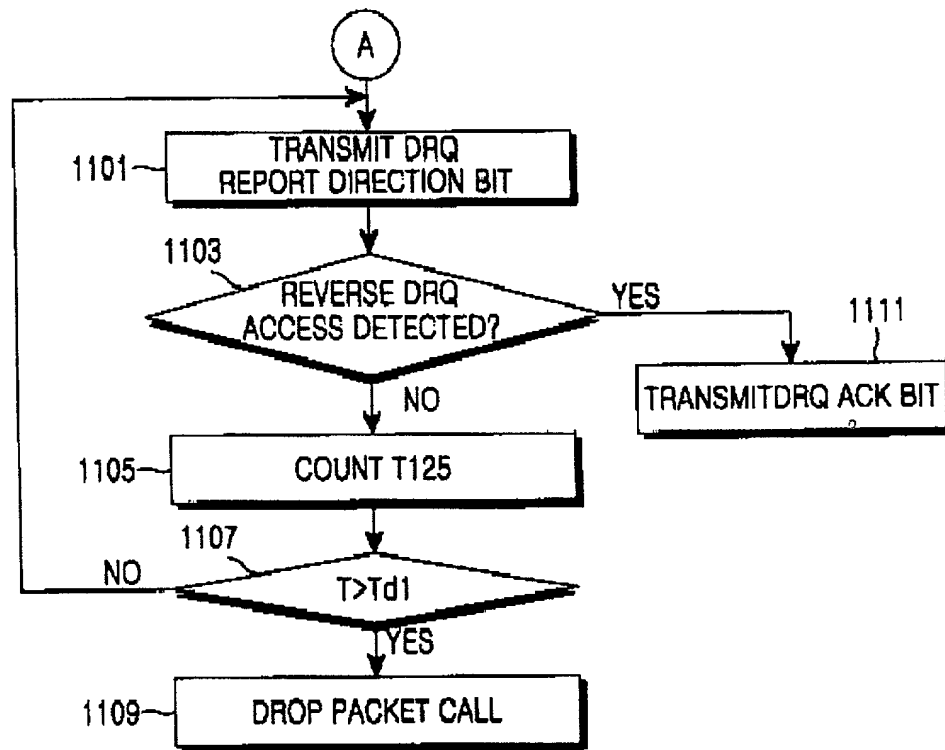 A
1101
TRANSMIT DRQ
REPORT DIRECTION BIT
1103
REVERSE DRQ
ACCESS DETECTED?
YES
1111
TRANSMITDRQ ACK BIT
NO
1105
COUNT T125
1107
NO
T>Td1
YES
1109
DROP PACKET CALL